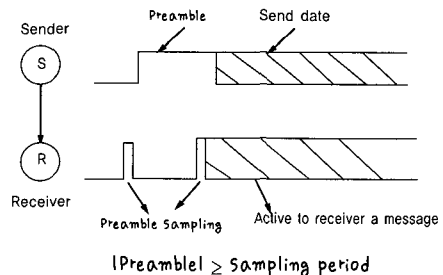 Preamble
Send date
Sender
S
R
Receiver
Preamble Sampling
Active to receiver a message
|Preamble| ≥ Sampling period